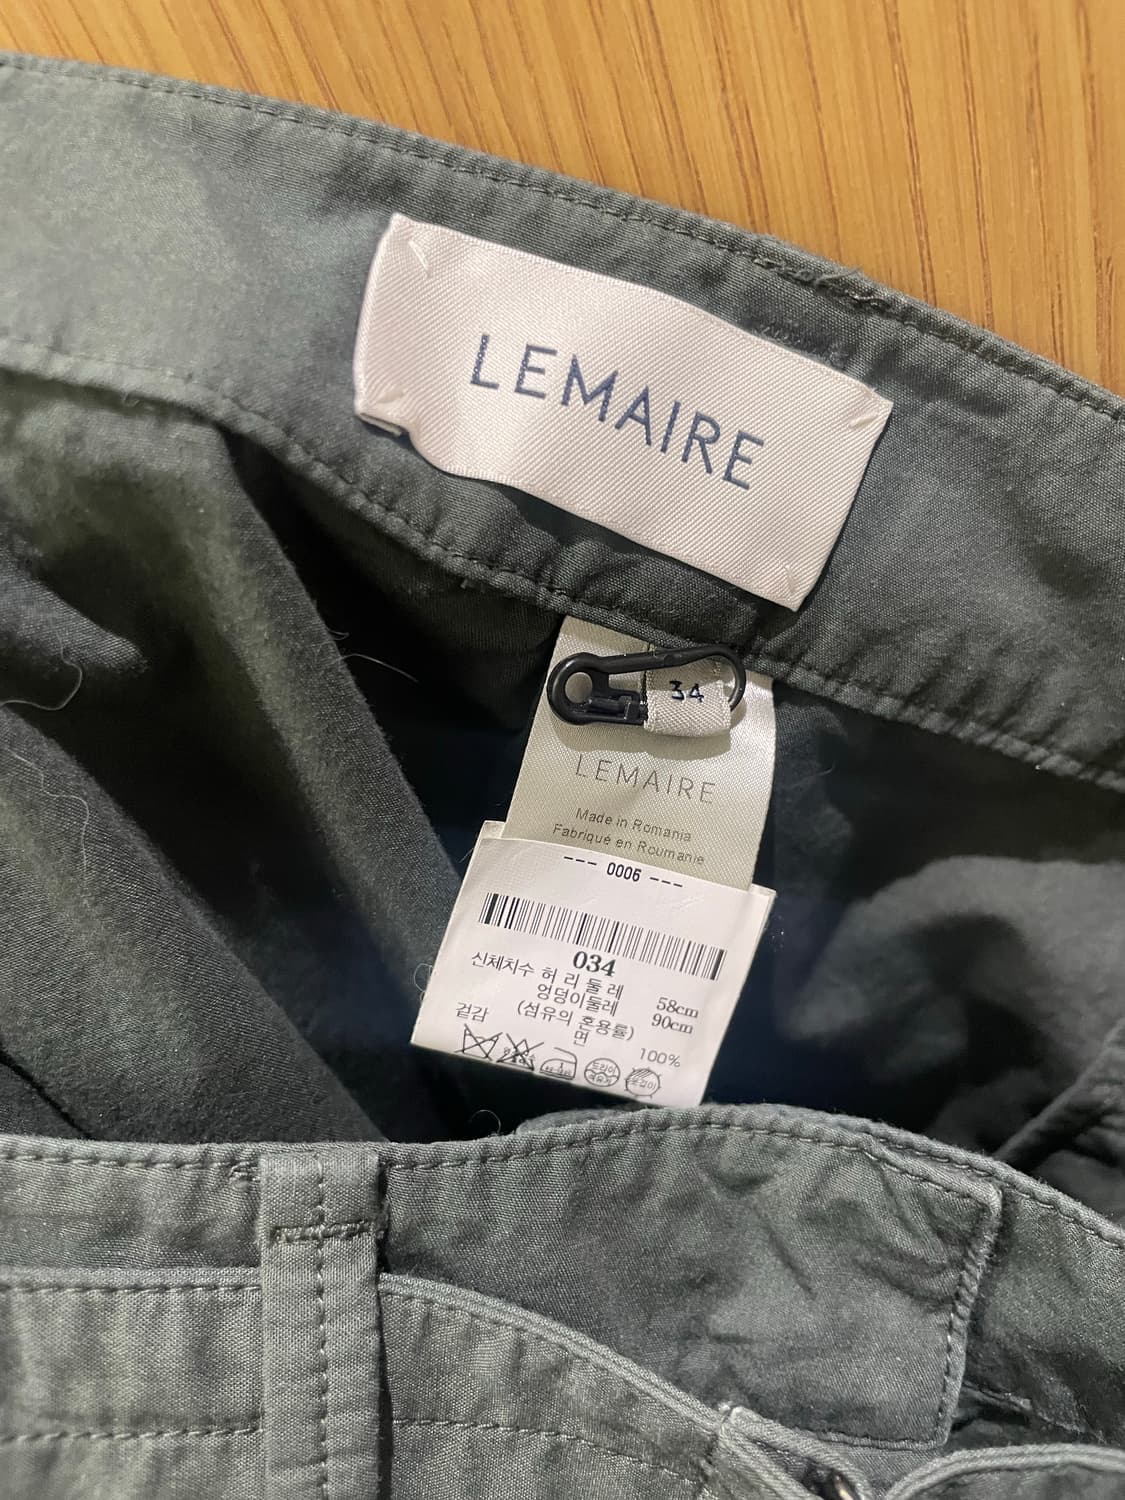 LEMAIRE
34
LEMAIRE
Made in Romania
Fabriqué en Roumanie
--- 0006 ---
034
신체치수 허 리 둘 레 58cm
엉덩이둘레 90cm
(섬유의 혼용률)
겉감 면 100%